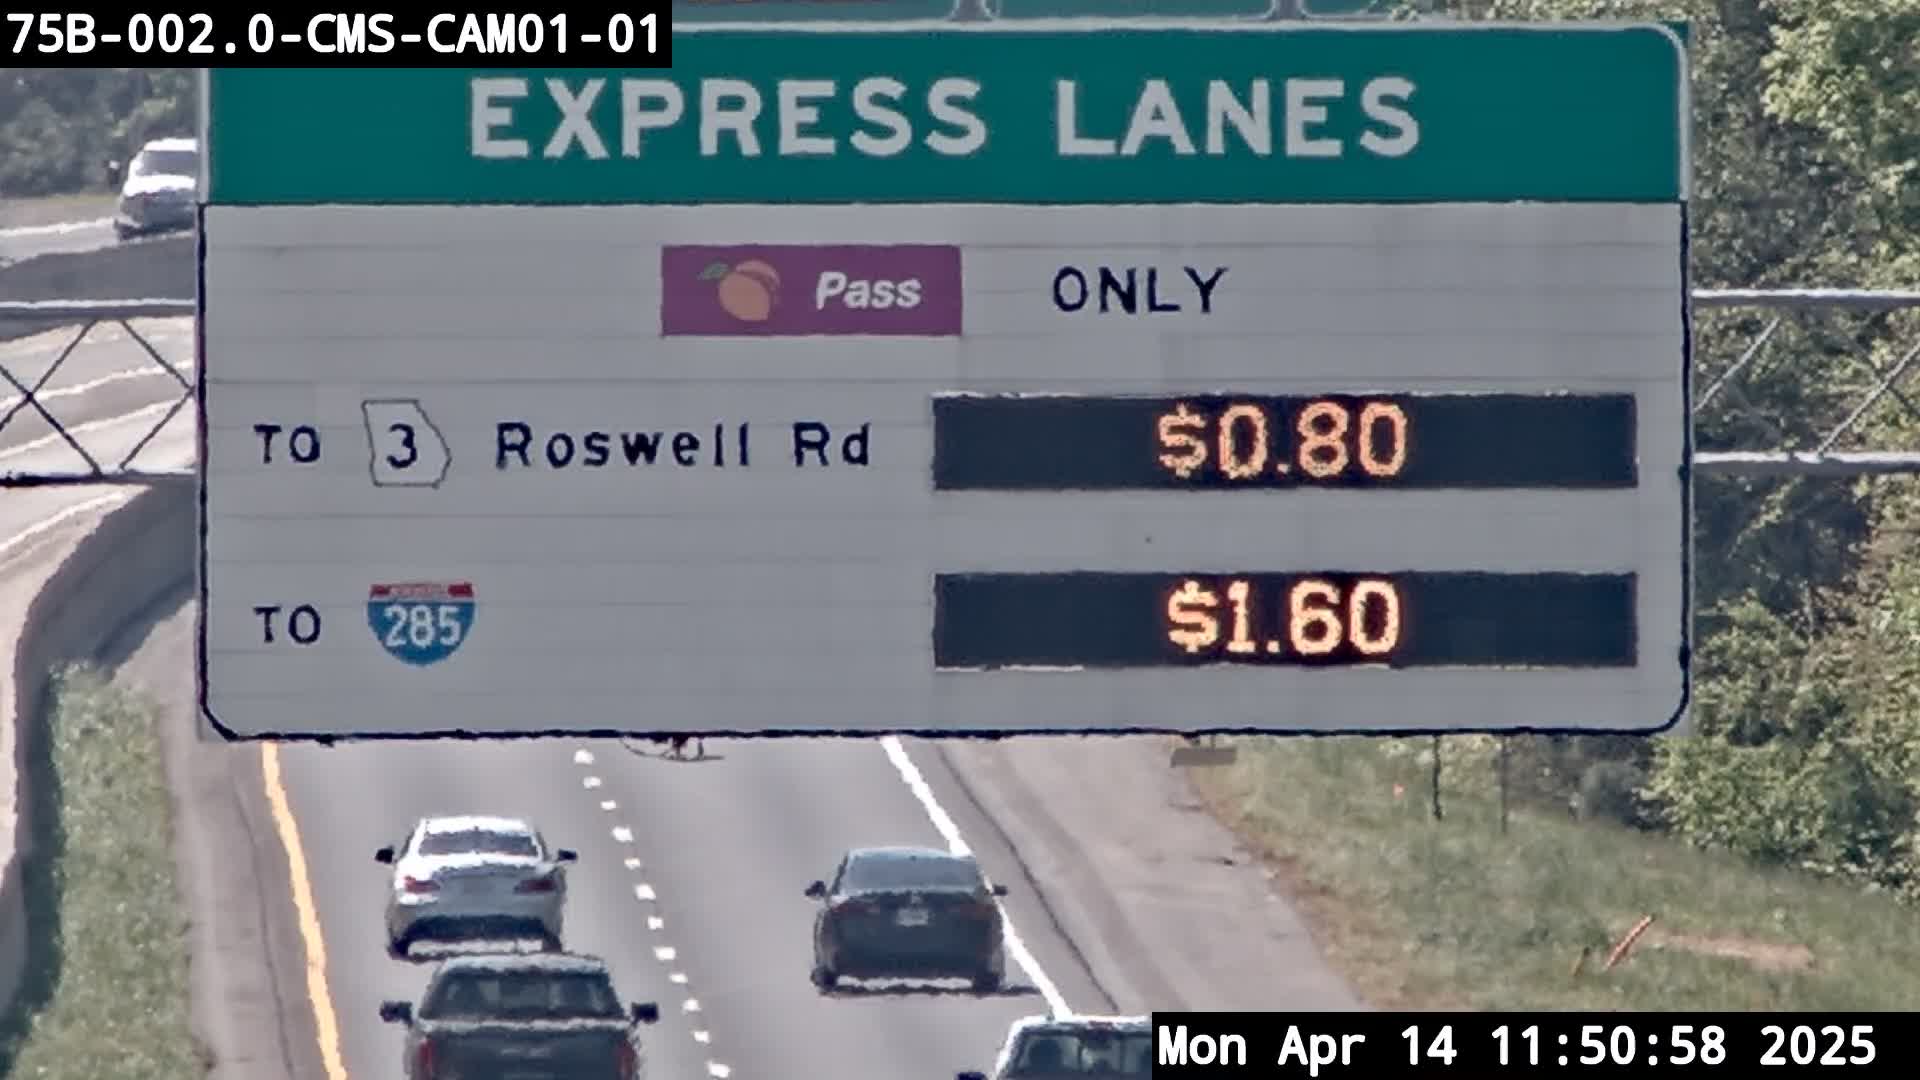 75B-002.0-CMS-CAM01-01
EXPRESS LANES
Pass ONLY
TO 3 Roswell Rd $0.80
TO 285 $1.60
Mon Apr 14 11:50:58 2025